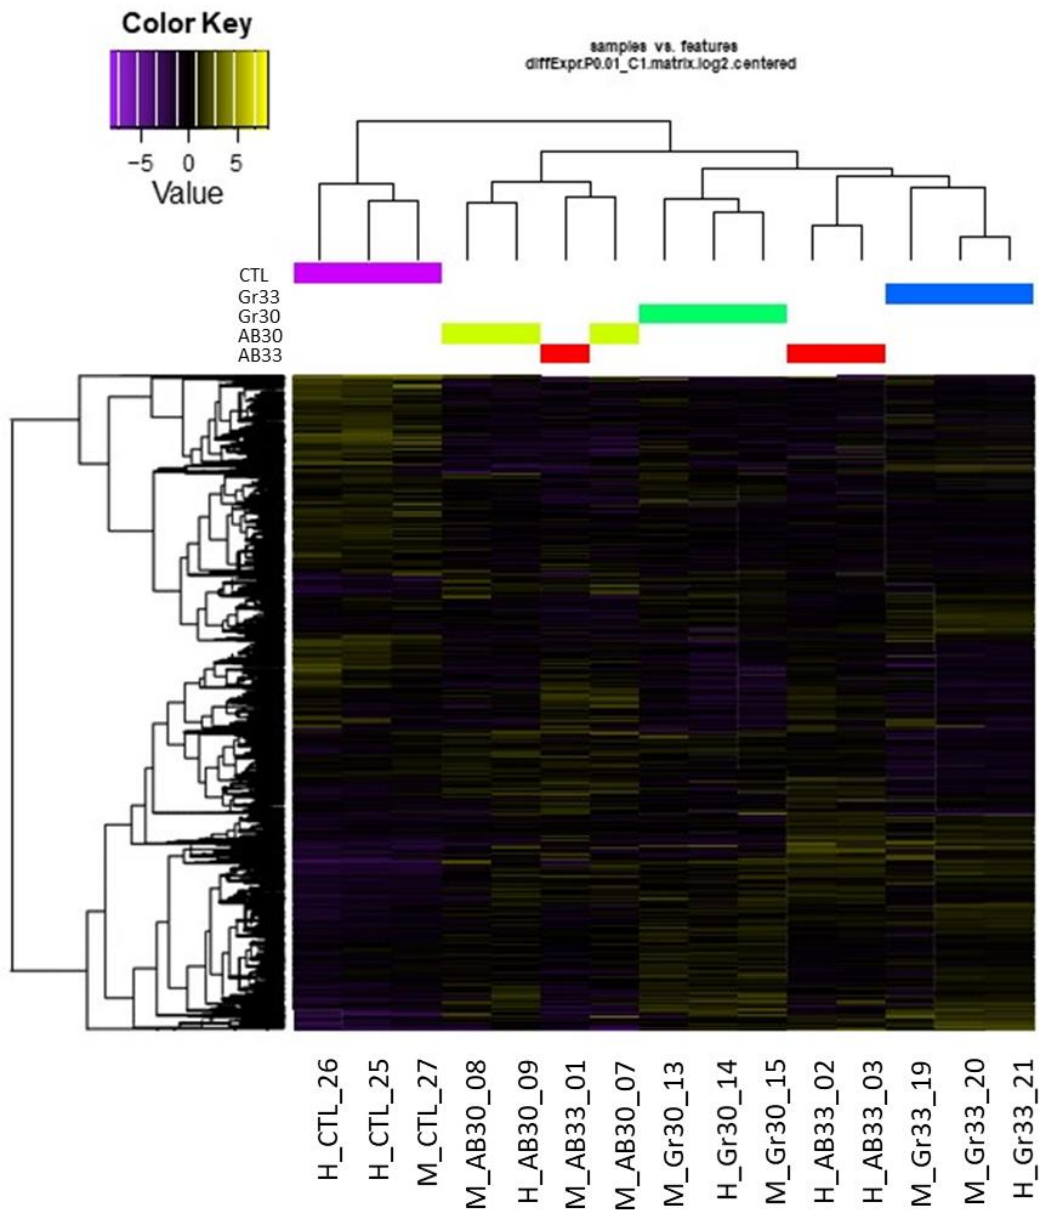 Color Key
−5 0 5
Value
samples vs. features
diffExpr.P0.01_C1.matrix.log2.centered
CTL
Gr33
Gr30
AB30
AB33
H_CTL_26
H_CTL_25
M_CTL_27
M_AB30_08
H_AB30_09
M_AB33_01
M_AB30_07
M_Gr30_13
H_Gr30_14
M_Gr30_15
H_AB33_02
H_AB33_03
M_Gr33_19
M_Gr33_20
H_Gr33_21